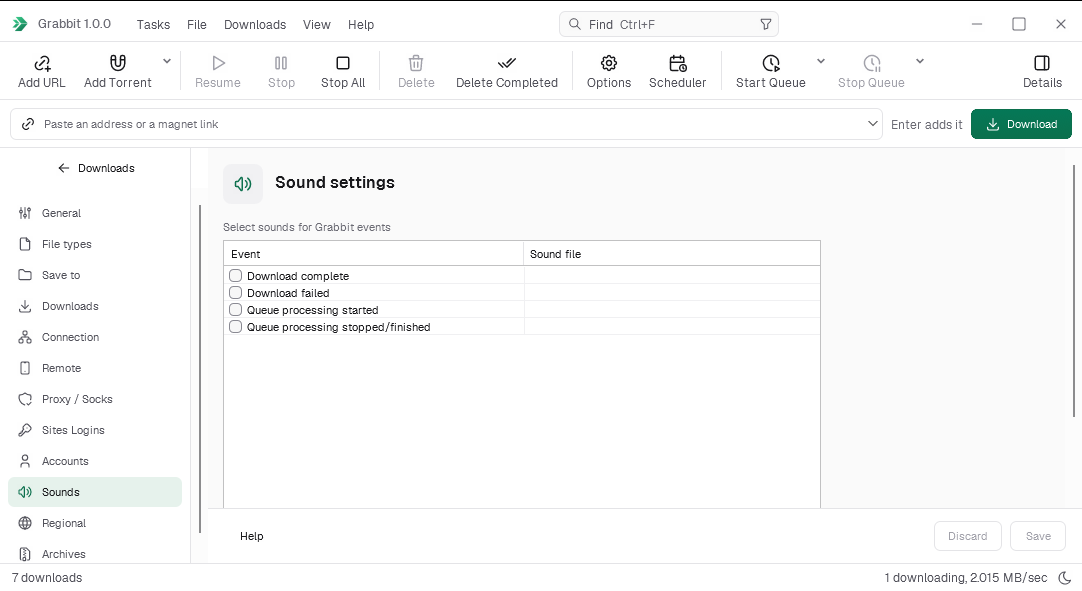 Grabbit 1.0.0 Tasks File Downloads View Help Find Ctrl+F
Add URL Add Torrent Resume Stop Stop All Delete Delete Completed Options Scheduler Start Queue Stop Queue Details
Paste an address or a magnet link Enter adds it Download
Downloads
General
File types
Save to
Downloads
Connection
Remote
Proxy / Socks
Sites Logins
Accounts
Sounds
Regional
Archives
Sound settings
Select sounds for Grabbit events
Event Sound file
Download complete
Download failed
Queue processing started
Queue processing stopped/finished
Help Discard Save
7 downloads 1 downloading, 2.015 MB/sec